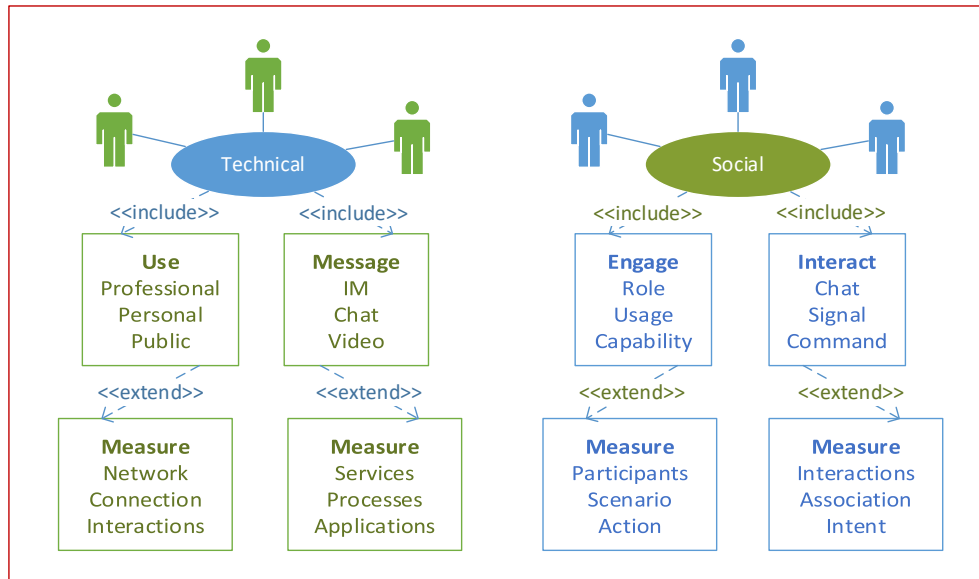 Technical
<<include>>
<<include>>
Use
Professional
Personal
Public
Message
IM
Chat
Video
<<extend>>
<<extend>>
Measure
Network
Connection
Interactions
Measure
Services
Processes
Applications
Social
<<include>>
<<include>>
Engage
Role
Usage
Capability
Interact
Chat
Signal
Command
<<extend>>
<<extend>>
Measure
Participants
Scenario
Action
Measure
Interactions
Association
Intent